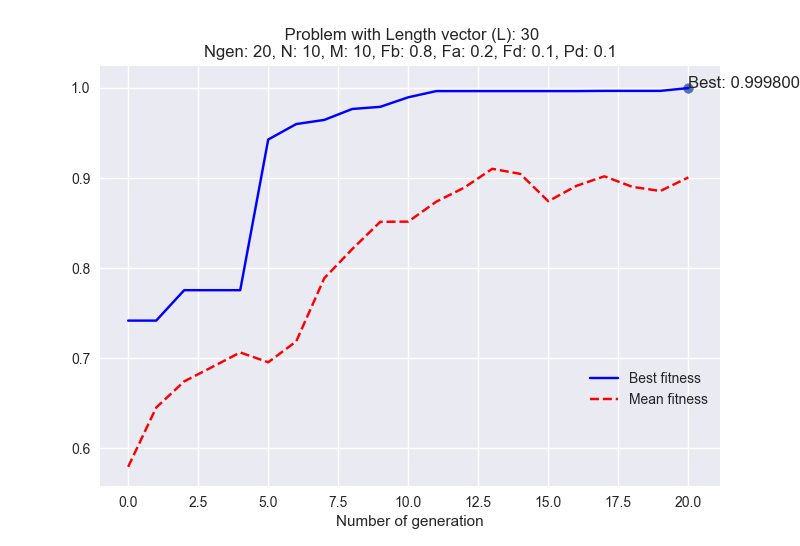 Problem with Length vector (L): 30
Ngen: 20, N: 10, M: 10, Fb: 0.8, Fa: 0.2, Fd: 0.1, Pd: 0.1
Best: 0.999800
1.0
0.9
0.8
0.7
0.6
Best fitness
Mean fitness
0.0 2.5 5.0 7.5 10.0 12.5 15.0 17.5 20.0
Number of generation